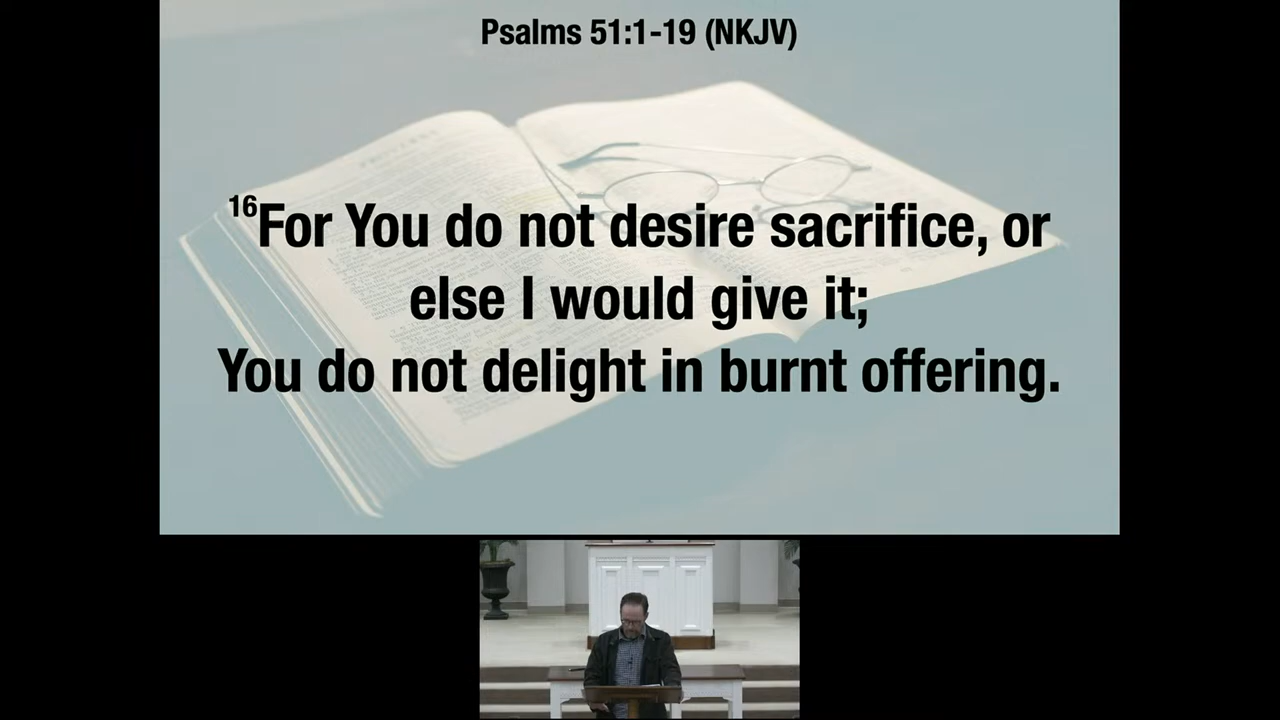 Psalms 51:1-19 (NKJV)
16For You do not desire sacrifice, or
else I would give it;
You do not delight in burnt offering.